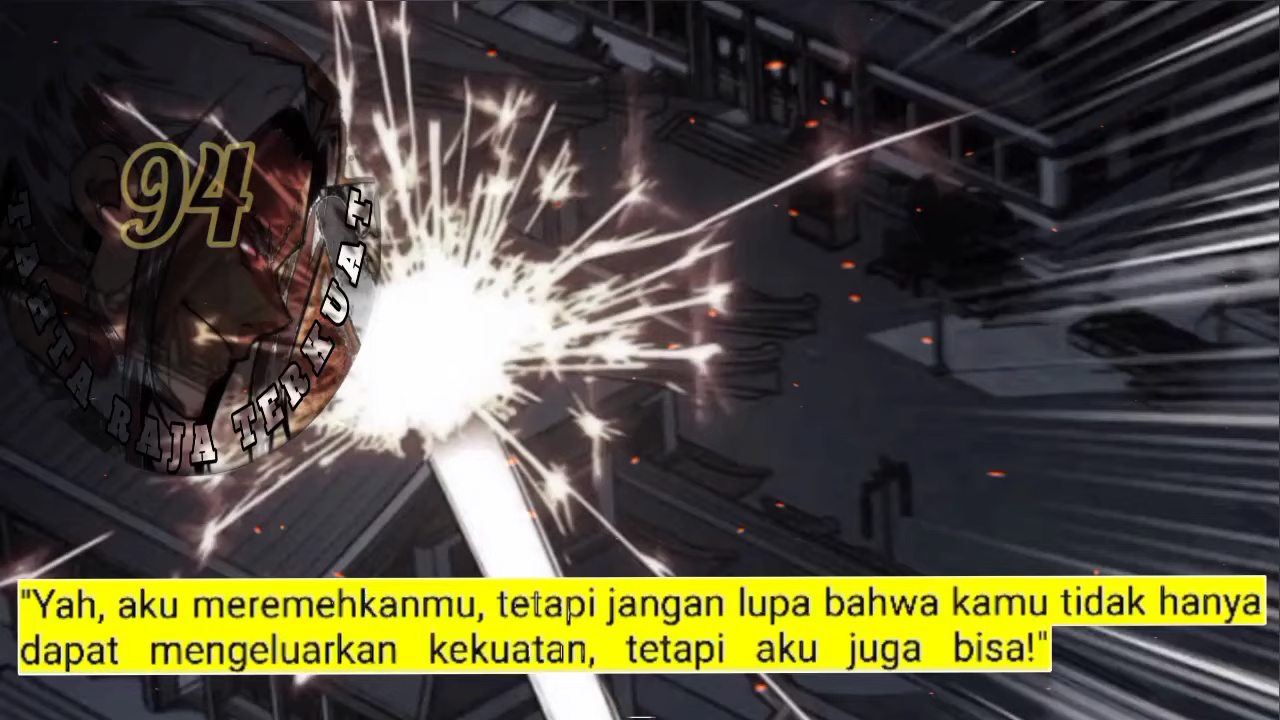 94
TAHTA RAJA TERKUAT
"Yah, aku meremehkanmu, tetapi jangan lupa bahwa kamu tidak hanya
dapat mengeluarkan kekuatan, tetapi aku juga bisa!"